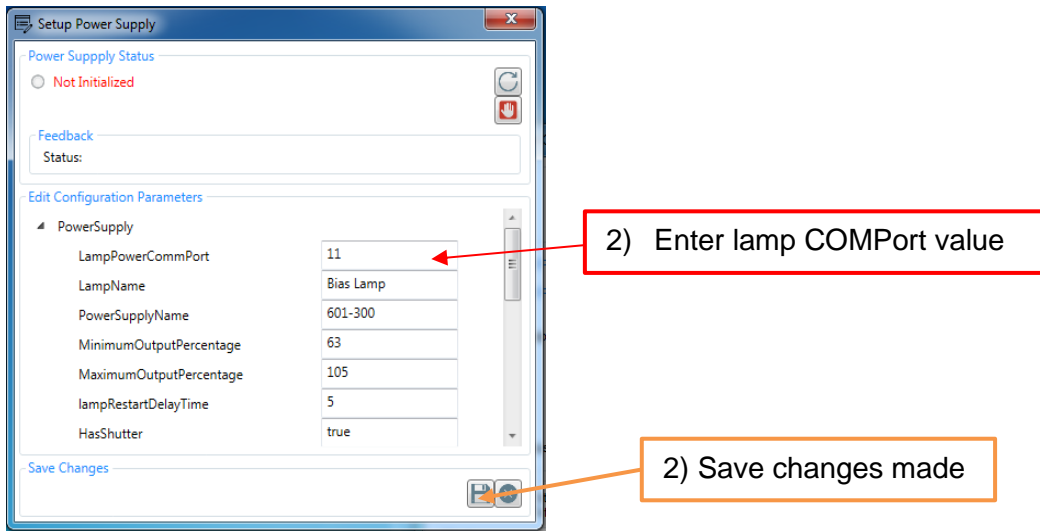 Setup Power Supply
Power Suppply Status
Not Initialized
Feedback
Status:
Edit Configuration Parameters
PowerSupply
LampPowerCommPort 11
LampName Bias Lamp
PowerSupplyName 601-300
MinimumOutputPercentage 63
MaximumOutputPercentage 105
lampRestartDelayTime 5
HasShutter true
Save Changes
2) Enter lamp COMPort value
2) Save changes made